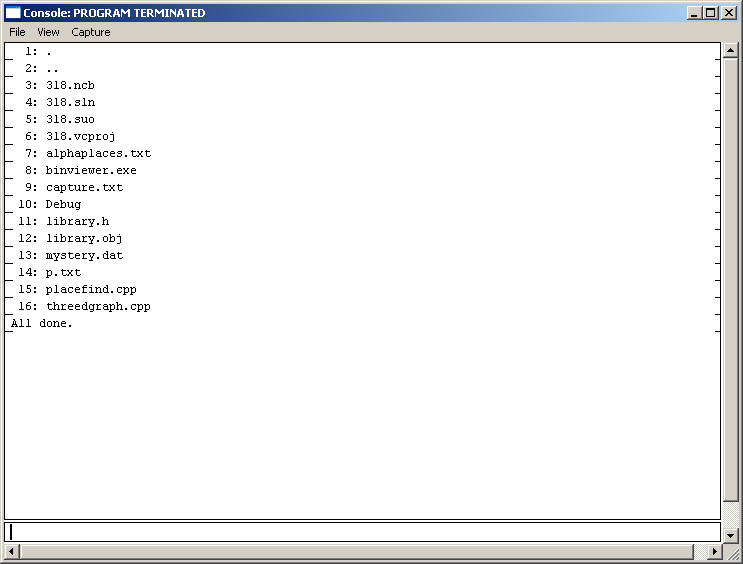 Console: PROGRAM TERMINATED
File View Capture
1: .
2: ..
3: 318.ncb
4: 318.sln
5: 318.suo
6: 318.vcproj
7: alphaplaces.txt
8: binviewer.exe
9: capture.txt
10: Debug
11: library.h
12: library.obj
13: mystery.dat
14: p.txt
15: placefind.cpp
16: threedgraph.cpp
All done.